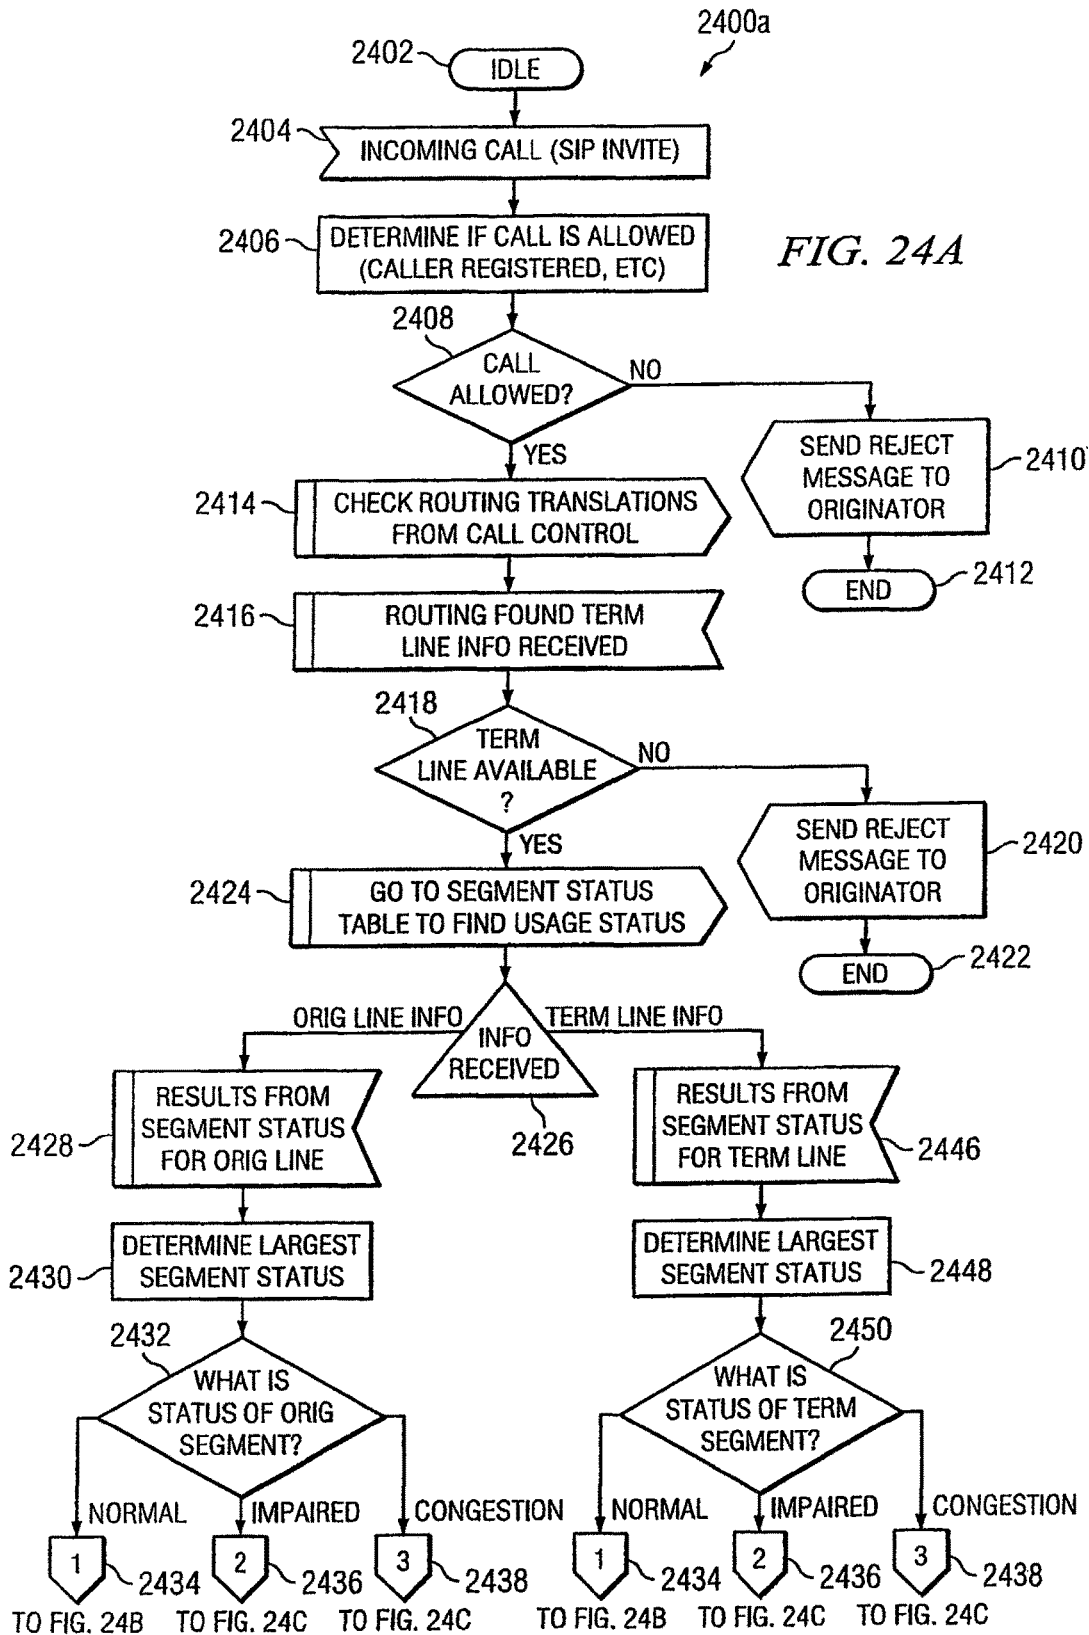 2400a
2402
IDLE
2404
INCOMING CALL (SIP INVITE)
2406
DETERMINE IF CALL IS ALLOWED
(CALLER REGISTERED, ETC)
FIG. 24A
2408
CALL
ALLOWED?
NO
YES
SEND REJECT
MESSAGE TO
ORIGINATOR
2410
END
2412
2414
CHECK ROUTING TRANSLATIONS
FROM CALL CONTROL
2416
ROUTING FOUND TERM
LINE INFO RECEIVED
2418
TERM
LINE AVAILABLE
?
NO
YES
SEND REJECT
MESSAGE TO
ORIGINATOR
2420
END
2422
2424
GO TO SEGMENT STATUS
TABLE TO FIND USAGE STATUS
ORIG LINE INFO
INFO
RECEIVED
TERM LINE INFO
2426
2428
RESULTS FROM
SEGMENT STATUS
FOR ORIG LINE
RESULTS FROM
SEGMENT STATUS
FOR TERM LINE
2446
2430
DETERMINE LARGEST
SEGMENT STATUS
DETERMINE LARGEST
SEGMENT STATUS
2448
2432
WHAT IS
STATUS OF ORIG
SEGMENT?
2450
WHAT IS
STATUS OF TERM
SEGMENT?
NORMAL
IMPAIRED
CONGESTION
NORMAL
IMPAIRED
CONGESTION
1
2434
2
2436
3
2438
1
2434
2
2436
3
2438
TO FIG. 24B
TO FIG. 24C
TO FIG. 24C
TO FIG. 24B
TO FIG. 24C
TO FIG. 24C